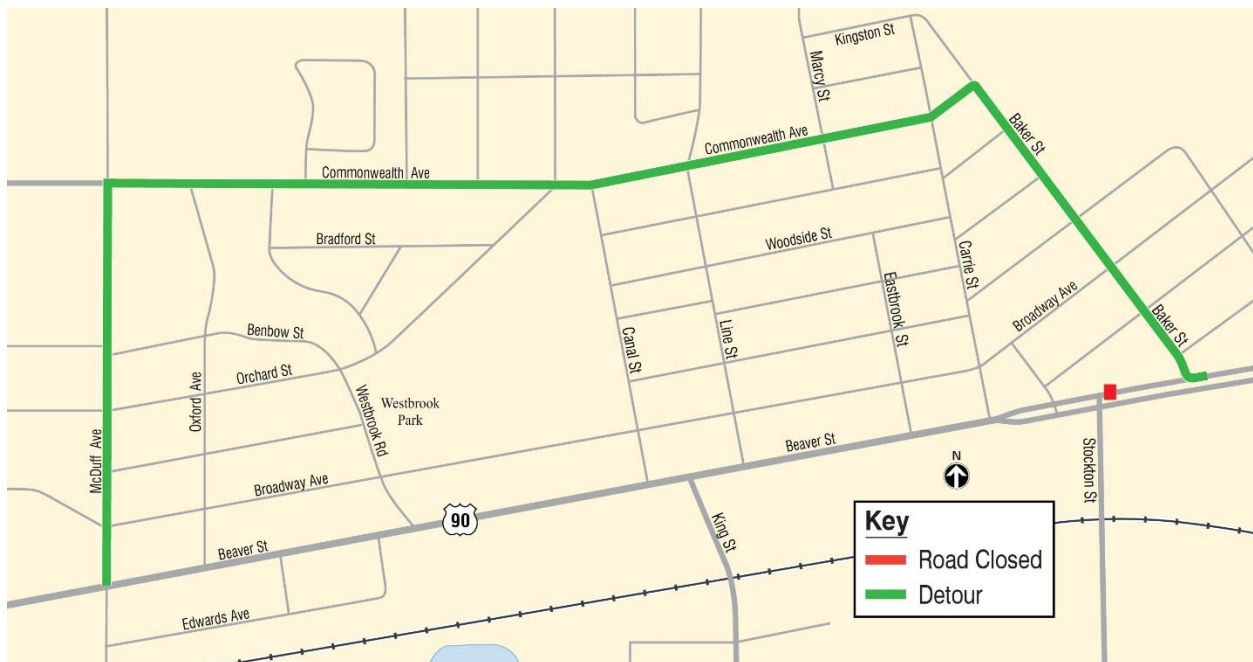 Kingston St
Marcy St
Commonwealth Ave
Baker St
Commonwealth Ave
Bradford St
Woodside St
Carrie St
Eastbrook St
Broadway Ave
Baker St
Benbow St
Orchard St
Oxford Ave
Westbrook Rd
Westbrook
Park
Canal St
Line St
McDuff Ave
Broadway Ave
Beaver St
Stockton St
N
90
King St
Beaver St
Edwards Ave
Key
Road Closed
Detour